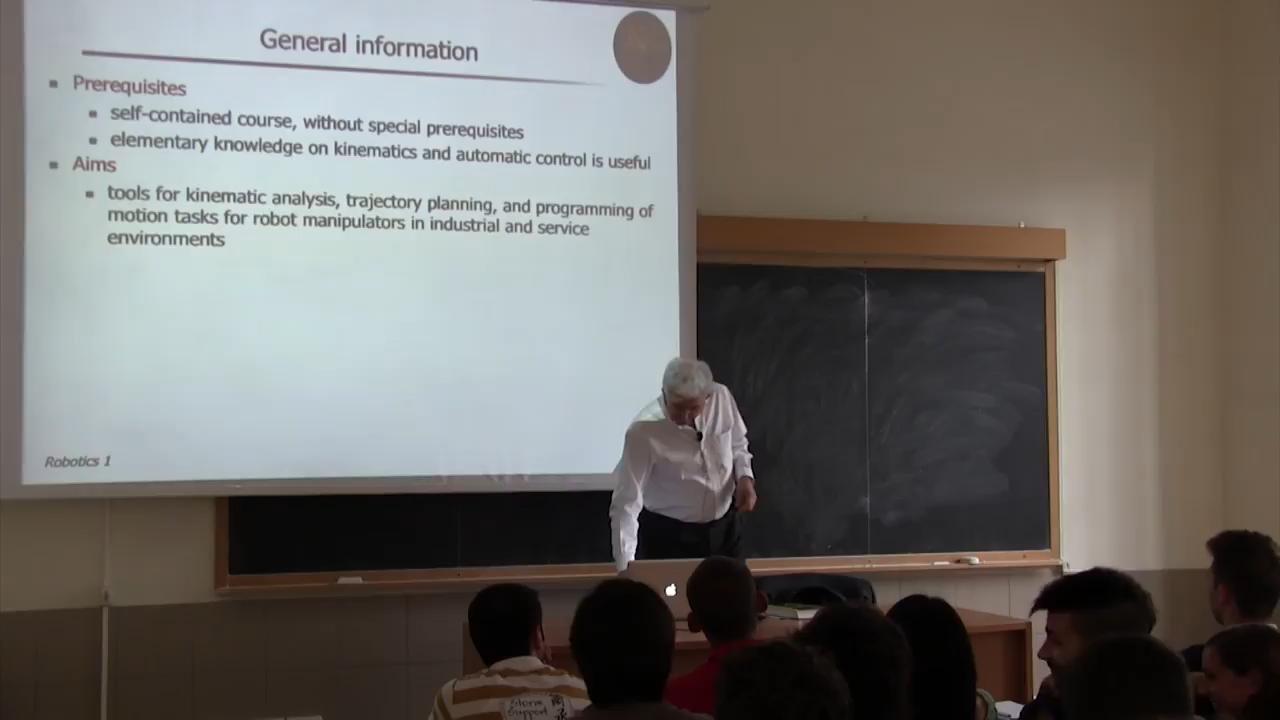 General information
Prerequisites
self-contained course, without special prerequisites
elementary knowledge on kinematics and automatic control is useful
Aims
tools for kinematic analysis, trajectory planning, and programming of
motion tasks for robot manipulators in industrial and service
environments
Robotics 1
Support